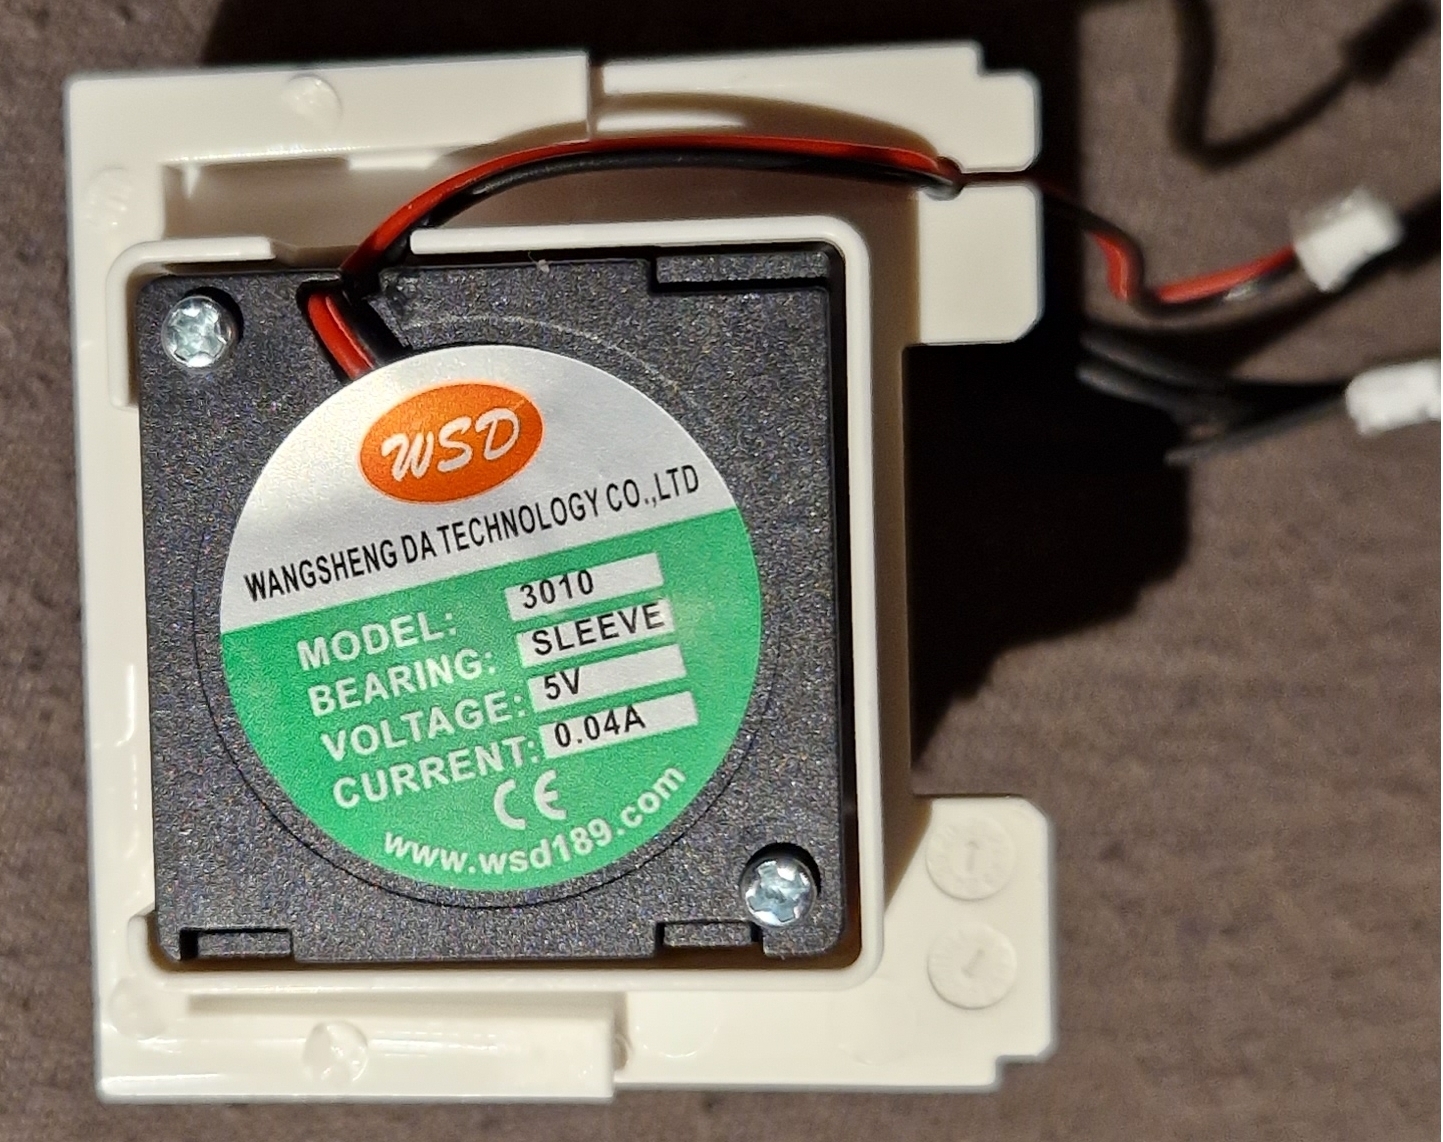 WSD
WANGSHENG DA TECHNOLOGY CO.,LTD
MODEL: 3010
BEARING: SLEEVE
VOLTAGE: 5V
CURRENT: 0.04A
CE
www.wsd189.com